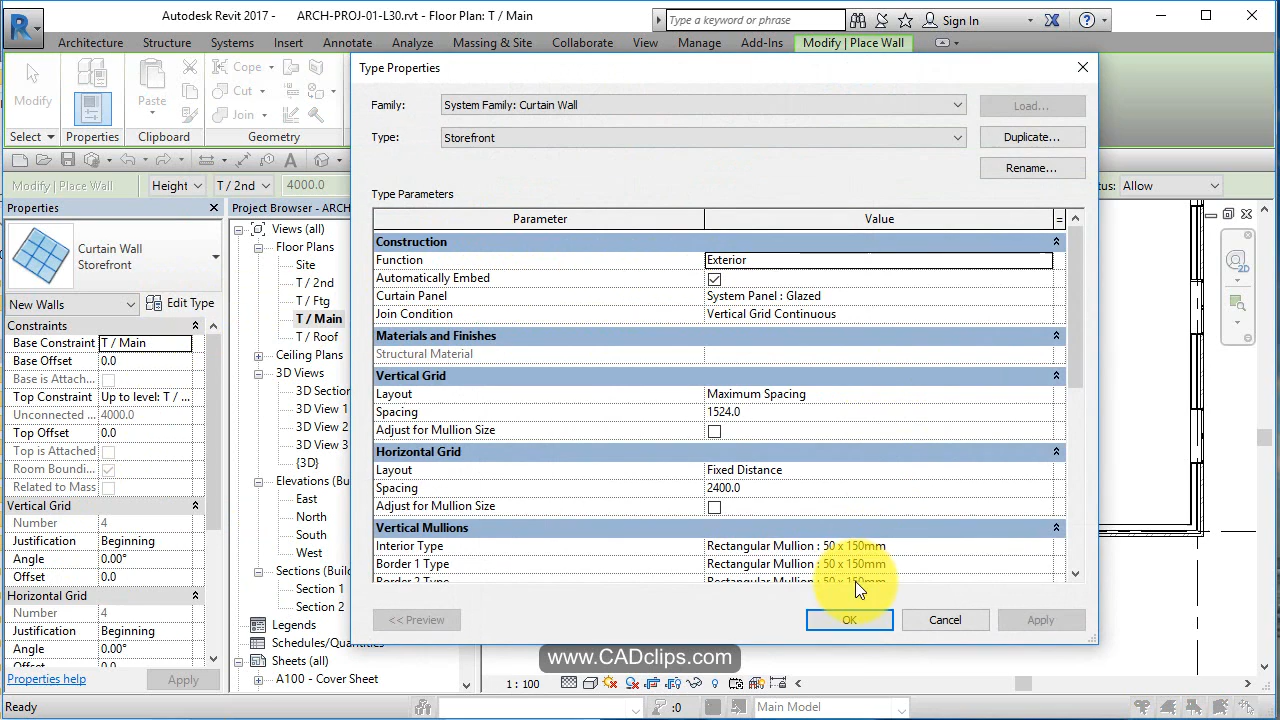 Autodesk Revit 2017 - ARCH-PROJ-01-L30.rvt - Floor Plan: T / Main
Type a keyword or phrase
Sign In
Architecture Structure Systems Insert Annotate Analyze Massing & Site Collaborate View Manage Add-Ins Modify | Place Wall
Modify
Paste
Cope
Cut
Join
Select Properties Clipboard Geometry
Modify | Place Wall Height T / 2nd 4000.0
tus: Allow
Properties
Curtain Wall
Storefront
New Walls Edit Type
Constraints
Base Constraint T / Main
Base Offset 0.0
Base is Attach...
Top Constraint Up to level: T / ...
Unconnected ... 4000.0
Top Offset 0.0
Top is Attached
Room Boundi...
Related to Mass
Vertical Grid
Number 4
Justification Beginning
Angle 0.00°
Offset 0.0
Horizontal Grid
Number 4
Justification Beginning
Angle 0.00°
Offset 0.0
Properties help Apply
Project Browser - ARCH
Views (all)
Floor Plans
Site
T / 2nd
T / Ftg
T / Main
T / Roof
Ceiling Plans
3D Views
3D Section
3D View 1
3D View 2
3D View 3
{3D}
Elevations (Bu
East
North
South
West
Sections (Build
Section 1
Section 2
Legends
Schedules/Quantities
Sheets (all)
A100 - Cover Sheet
Type Properties
Family: System Family: Curtain Wall Load...
Type: Storefront Duplicate...
Rename...
Type Parameters
Parameter Value =
Construction
Function Exterior
Automatically Embed
Curtain Panel System Panel : Glazed
Join Condition Vertical Grid Continuous
Materials and Finishes
Structural Material
Vertical Grid
Layout Maximum Spacing
Spacing 1524.0
Adjust for Mullion Size
Horizontal Grid
Layout Fixed Distance
Spacing 2400.0
Adjust for Mullion Size
Vertical Mullions
Interior Type Rectangular Mullion : 50 x 150mm
Border 1 Type Rectangular Mullion : 50 x 150mm
Border 2 Type Rectangular Mullion : 50 x 150mm
<< Preview OK Cancel Apply
2D
www.CADclips.com
1 : 100
Ready
:0
Main Model